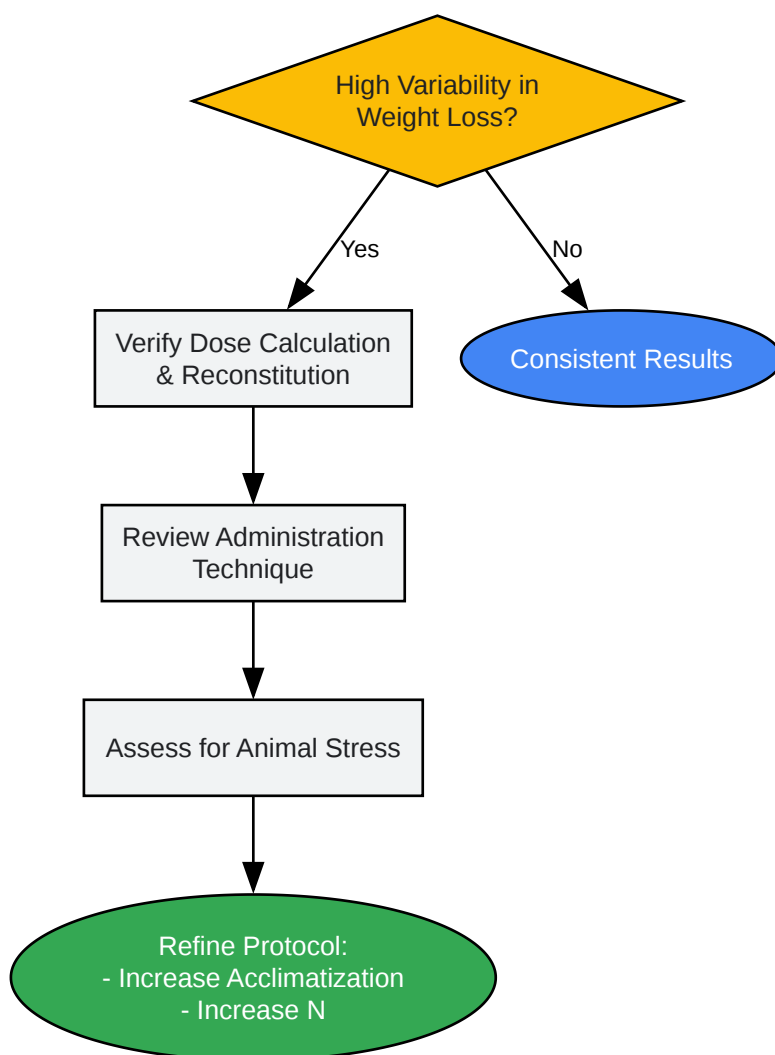 High Variability in
Weight Loss?
Yes
No
Verify Dose Calculation
& Reconstitution
Consistent Results
Review Administration
Technique
Assess for Animal Stress
Refine Protocol:
- Increase Acclimatization
- Increase N